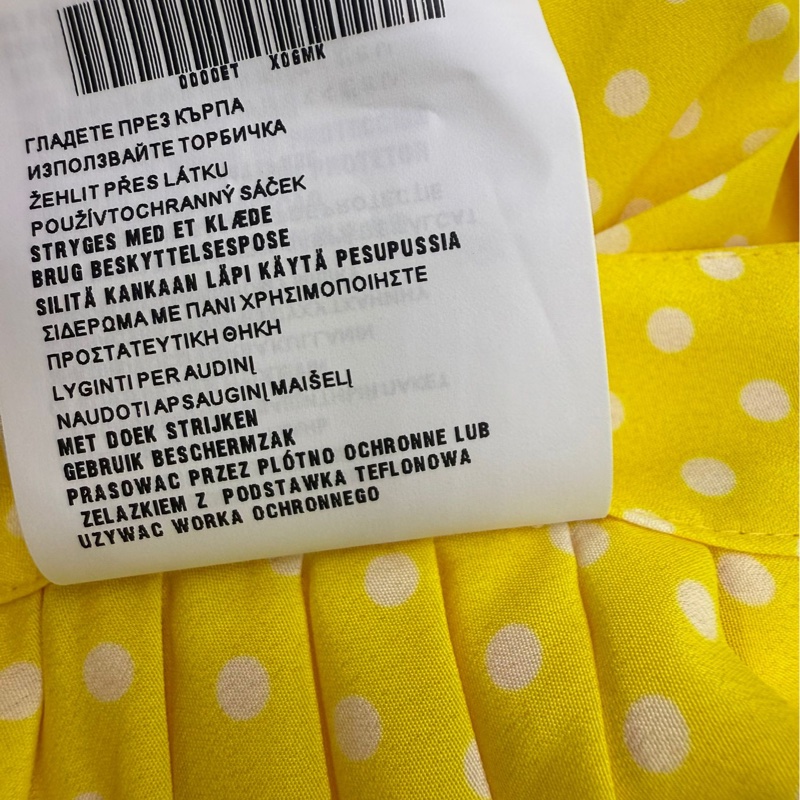 0000ET X06MK
ГЛАДЕТЕ ПРЕЗ КЪРПА
ИЗПОЛЗВАЙТЕ ТОРБИЧКА
ŽEHLIT PŘES LÁTKU
POUŽÍVTOCHRANNÝ SÁČEK
STRYGES MED ET KLÆDE
BRUG BESKYTTELSESPOSE
SILITÄ KANKAAN LÄPI KÄYTÄ PESUPUSSIA
ΣΙΔΕΡΩΜΑ ΜΕ ΠΑΝΙ ΧΡΗΣΙΜΟΠΟΙΗΣΤΕ
ΠΡΟΣΤΑΤΕΥΤΙΚΗ ΘΗΚΗ
LYGINTI PER AUDINĮ
NAUDOTI APSAUGINĮ MAIŠELĮ
MET DOEK STRIJKEN
GEBRUIK BESCHERMZAK
PRASOWAC PRZEZ PLÓTNO OCHRONNE LUB
ZELAZKIEM Z PODSTAWKA TEFLONOWA
UZYWAC WORKA OCHRONNEGO